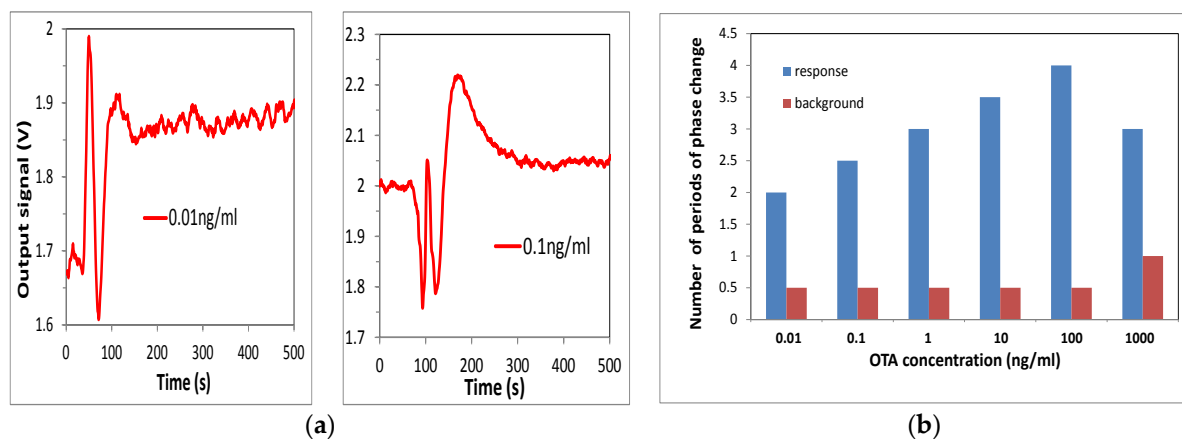 2
1.9
1.8
1.7
1.6
Output signal (V)
0.01ng/ml
0 100 200 300 400 500
Time (s)
2.3
2.2
2.1
2
1.9
1.8
1.7
0.1ng/ml
0 100 200 300 400 500
Time (s)
(a)
4.5
4
3.5
3
2.5
2
1.5
1
0.5
0
Number of periods of phase change
response
background
0.01 0.1 1 10 100 1000
OTA concentration (ng/ml)
(b)